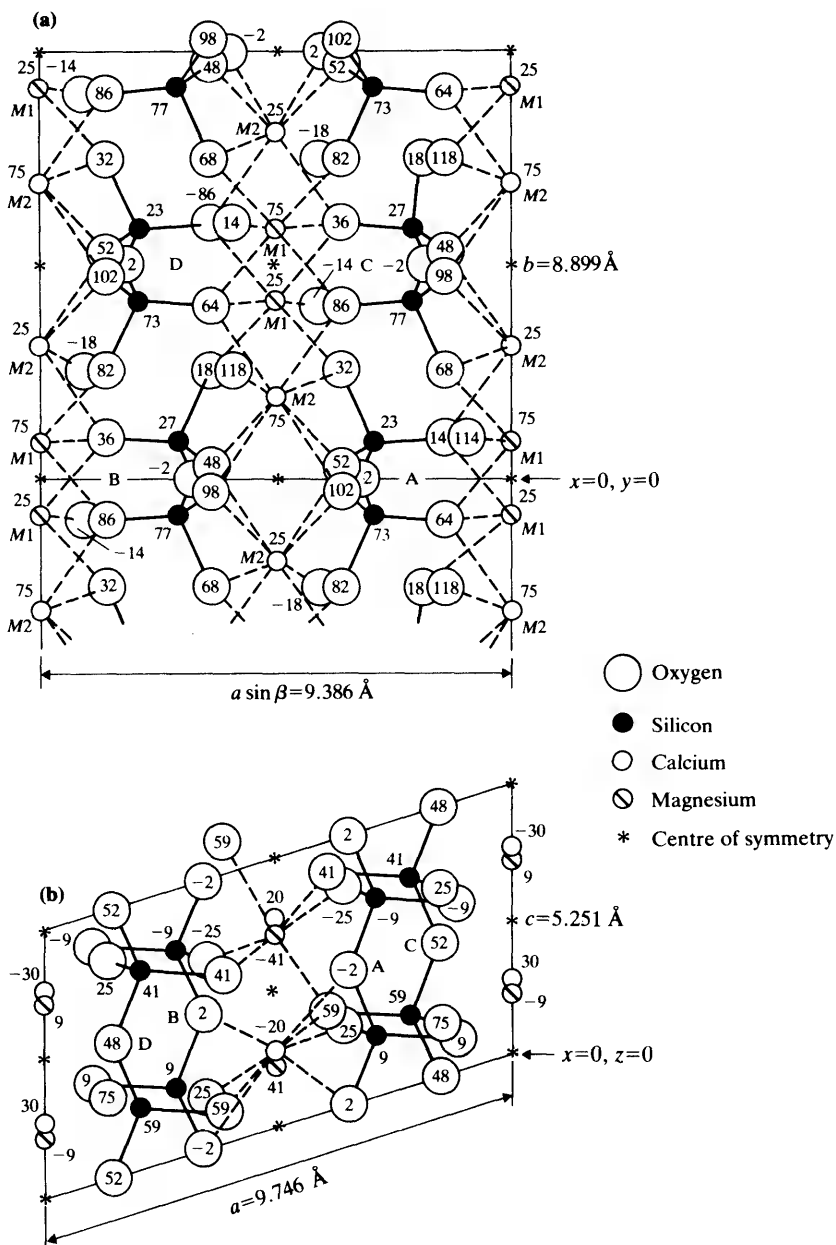 (a)
98 -2 2 102
25 -14 48 52 25
86 77 25 73 64
M1 M2 -18 M1
75 32 68 82 18 118 75
M2 -86 M2
23 14 75 36 27
52 M1 48
2 D * C -2 b=8.899 Å
102 25 -14 98
73 64 M1 86 77
25 -18 25
M2 82 18 118 M2 32 68 M2
75 27 75 23 75
36 14 114
M1 -2 48 52 M1
B 2 A x=0, y=0
25 98 102 25
M1 86 77 25 73 64 M1
-14 M2
75 32 68 -18 82 18 118 75
M2 M2
a sin β=9.386 Å
Oxygen
Silicon
Calcium
Magnesium
* Centre of symmetry
(b)
48
59 2 -30
41
-2 20 41 25 9
52 -9 -25 -25 -9 -9
-9 -41 C c=5.251 Å
-30 25 41 41 -2 A 52
9 B 2 * 59 30
48 D -20 59 75 -9
9 25 9
9 25 41 9 x=0, z=0
30 75 59 2 48
59
-9 -2
52
a=9.746 Å